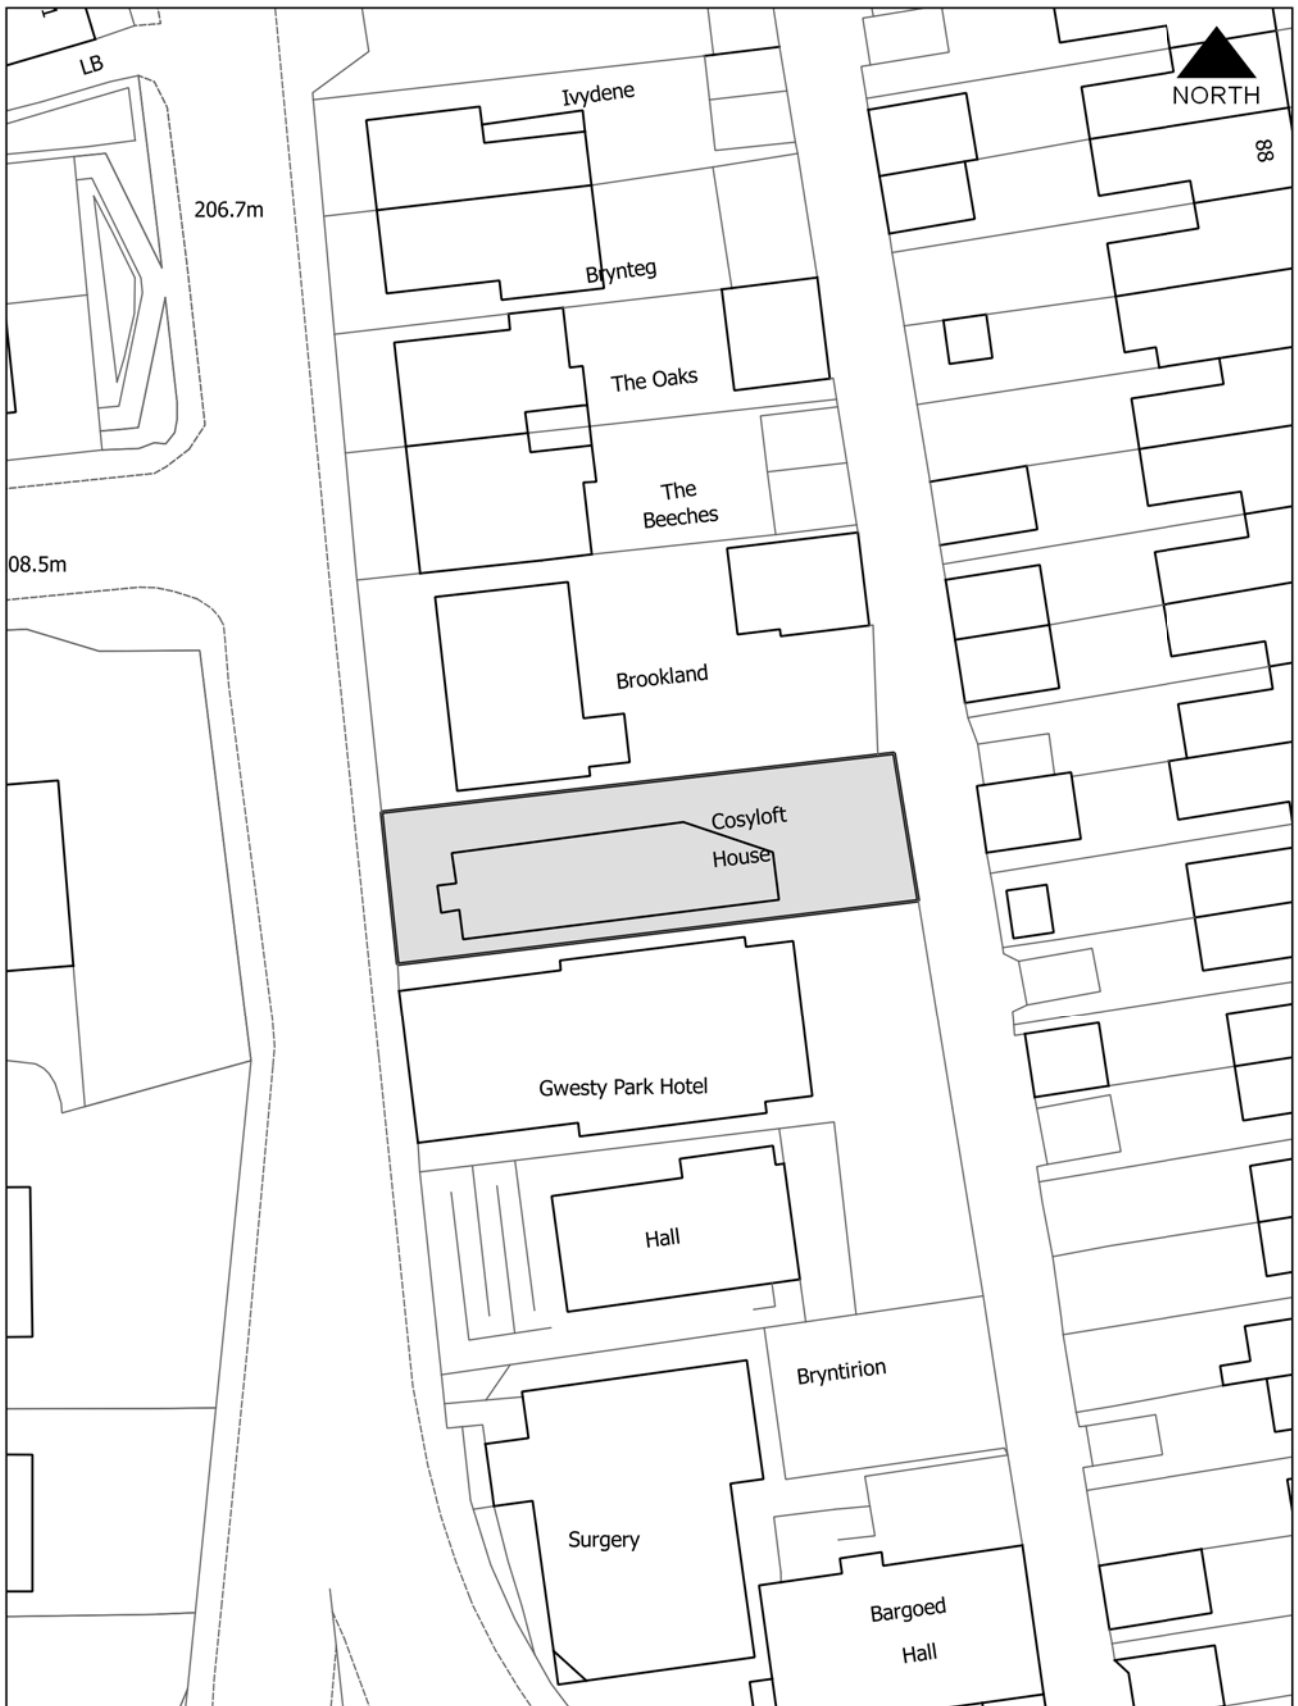 LB
Ivydene
NORTH
88
206.7m
Brynteg
The Oaks
The
Beeches
08.5m
Brookland
Cosyloft
House
Gwesty Park Hotel
Hall
Bryntirion
Surgery
Bargoed
Hall